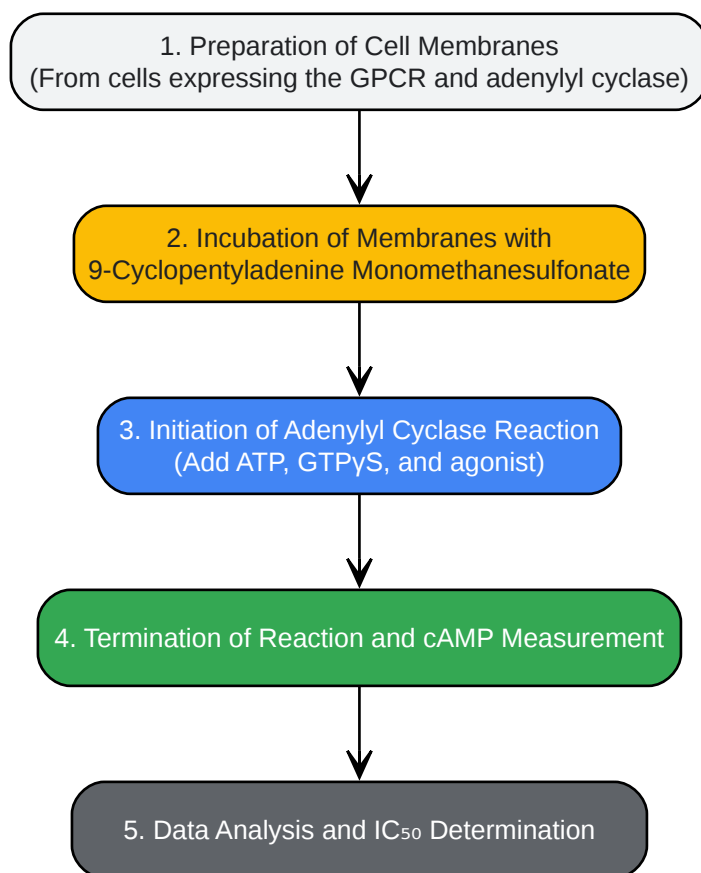 1. Preparation of Cell Membranes
(From cells expressing the GPCR and adenylyl cyclase)
2. Incubation of Membranes with
9-Cyclopentyladenine Monomethanesulfonate
3. Initiation of Adenylyl Cyclase Reaction
(Add ATP, GTPγS, and agonist)
4. Termination of Reaction and cAMP Measurement
5. Data Analysis and IC₅₀ Determination